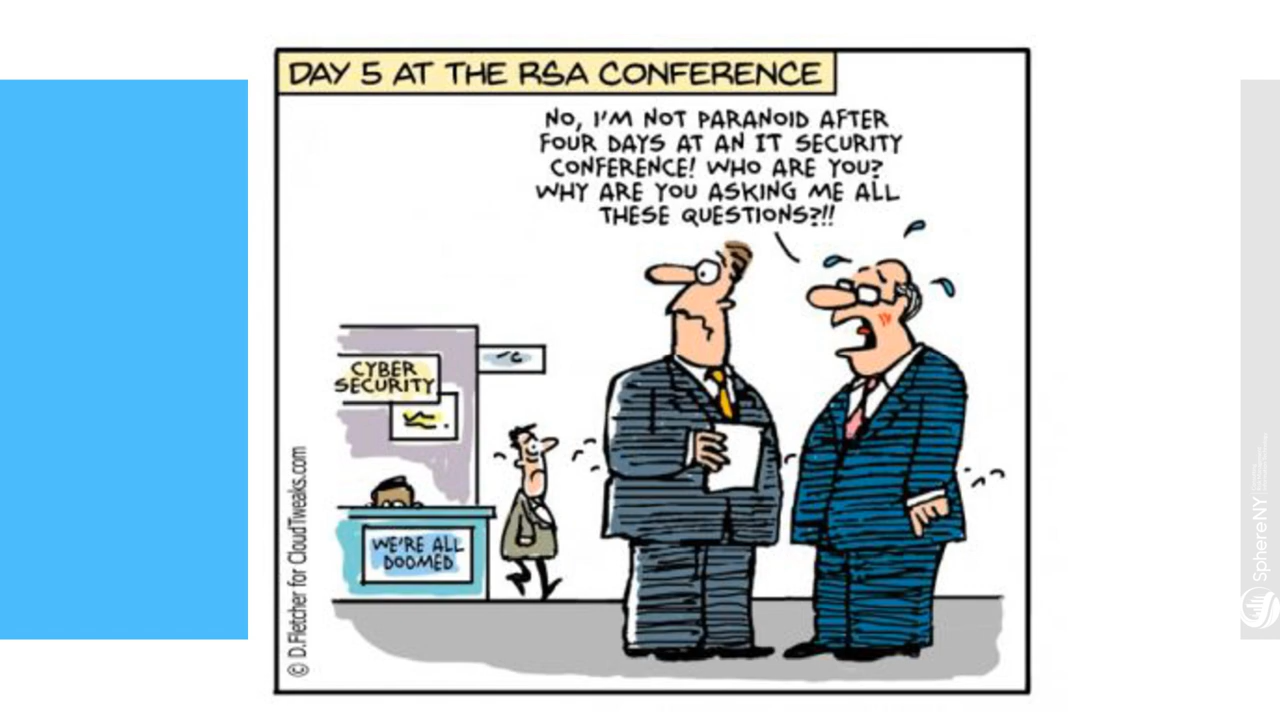 DAY 5 AT THE RSA CONFERENCE
NO, I'M NOT PARANOID AFTER
FOUR DAYS AT AN IT SECURITY
CONFERENCE! WHO ARE YOU?
WHY ARE YOU ASKING ME ALL
THESE QUESTIONS?!!
CYBER
SECURITY
WE'RE ALL
DOOMED
© D.Fletcher for CloudTweaks.com
SphereNY